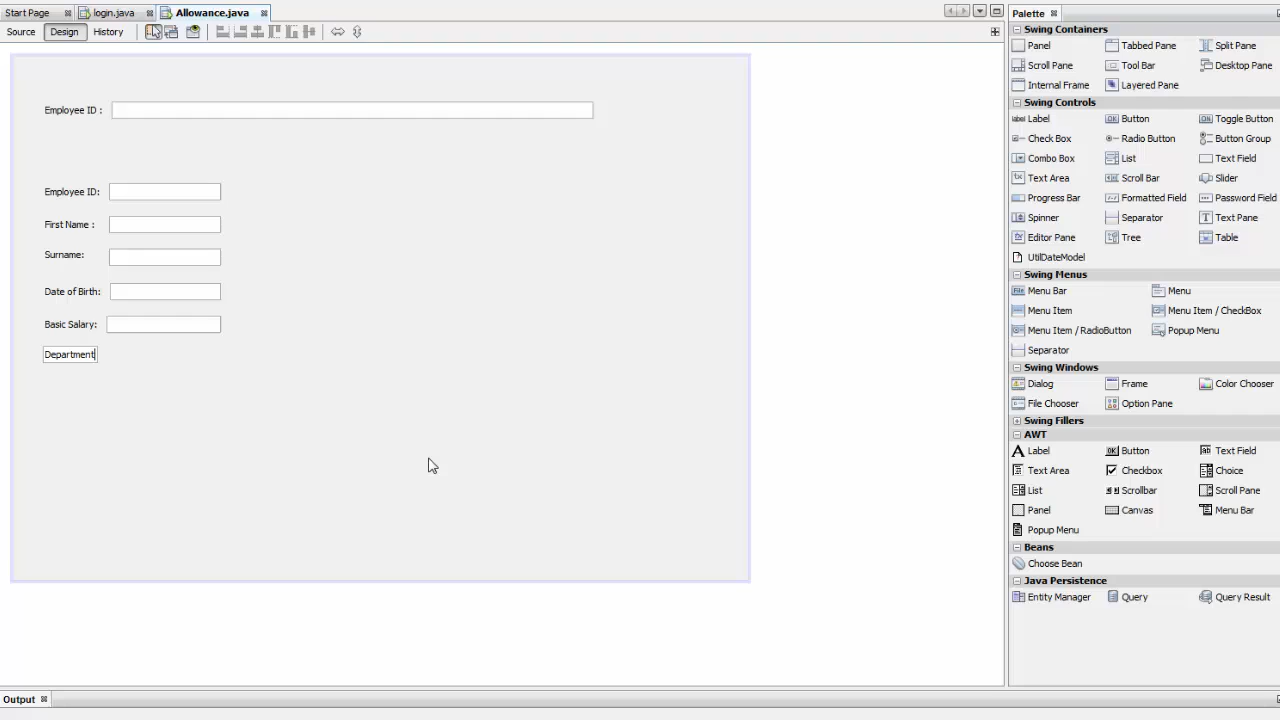 Start Page login.java Allowance.java
Source Design History
Employee ID :
Employee ID:
First Name :
Surname:
Date of Birth:
Basic Salary:
Department
Output
Palette
Swing Containers
Panel Tabbed Pane Split Pane
Scroll Pane Tool Bar Desktop Pane
Internal Frame Layered Pane
Swing Controls
Label Button Toggle Button
Check Box Radio Button Button Group
Combo Box List Text Field
Text Area Scroll Bar Slider
Progress Bar Formatted Field Password Field
Spinner Separator Text Pane
Editor Pane Tree Table
UtilDateModel
Swing Menus
Menu Bar Menu
Menu Item Menu Item / CheckBox
Menu Item / RadioButton Popup Menu
Separator
Swing Windows
Dialog Frame Color Chooser
File Chooser Option Pane
Swing Fillers
AWT
Label Button Text Field
Text Area Checkbox Choice
List Scrollbar Scroll Pane
Panel Canvas Menu Bar
Popup Menu
Beans
Choose Bean
Java Persistence
Entity Manager Query Query Result